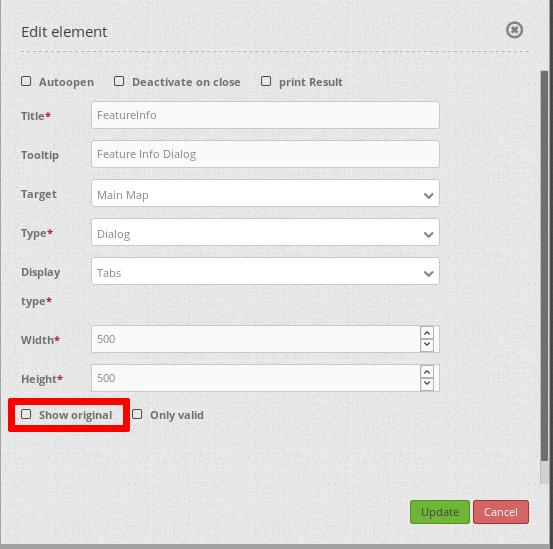 Edit element
Autoopen Deactivate on close print Result
Title* FeatureInfo
Tooltip Feature Info Dialog
Target Main Map
Type* Dialog
Display Tabs
type*
Width* 500
Height* 500
Show original Only valid
Update Cancel